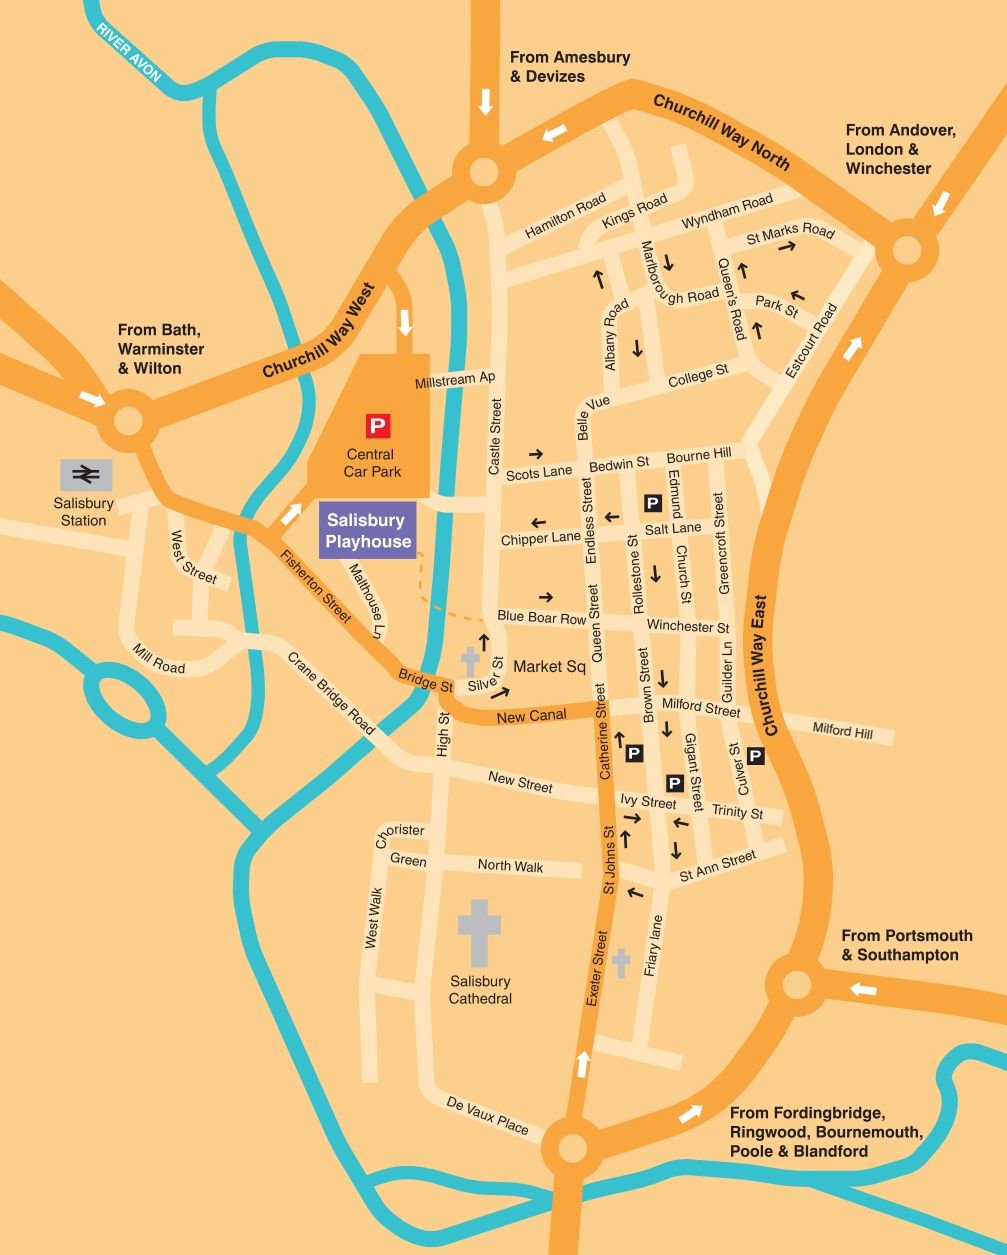 RIVER AVON
From Amesbury
& Devizes
Churchill Way North
From Andover,
London &
Winchester
Hamilton Road
Kings Road
Wyndham Road
St Marks Road
Marlborough Road
Queen's Road
Park St
Estcourt Road
Albany Road
College St
Belle Vue
From Bath,
Warminster
& Wilton
Churchill Way West
Millstream Ap
Castle Street
P
Central
Car Park
Salisbury
Station
Salisbury
Playhouse
Scots Lane
Bedwin St
Bourne Hill
Edmund
Church St
P
Salt Lane
Chipper Lane
Endless Street
Rollestone St
Greencroft Street
West Street
Fisherton Street
Malthouse Ln
Blue Boar Row
Queen Street
Winchester St
Churchill Way East
Mill Road
Crane Bridge Road
Bridge St
Silver St
Market Sq
Brown Street
Guilder Ln
Milford Street
Milford Hill
New Canal
High St
Catherine Street
P
P
P
Gigant Street
Culver St
New Street
Ivy Street
Trinity St
Chorister
Green
North Walk
St Johns St
St Ann Street
West Walk
Salisbury
Cathedral
Exeter Street
Friary lane
From Portsmouth
& Southampton
De Vaux Place
From Fordingbridge,
Ringwood, Bournemouth,
Poole & Blandford